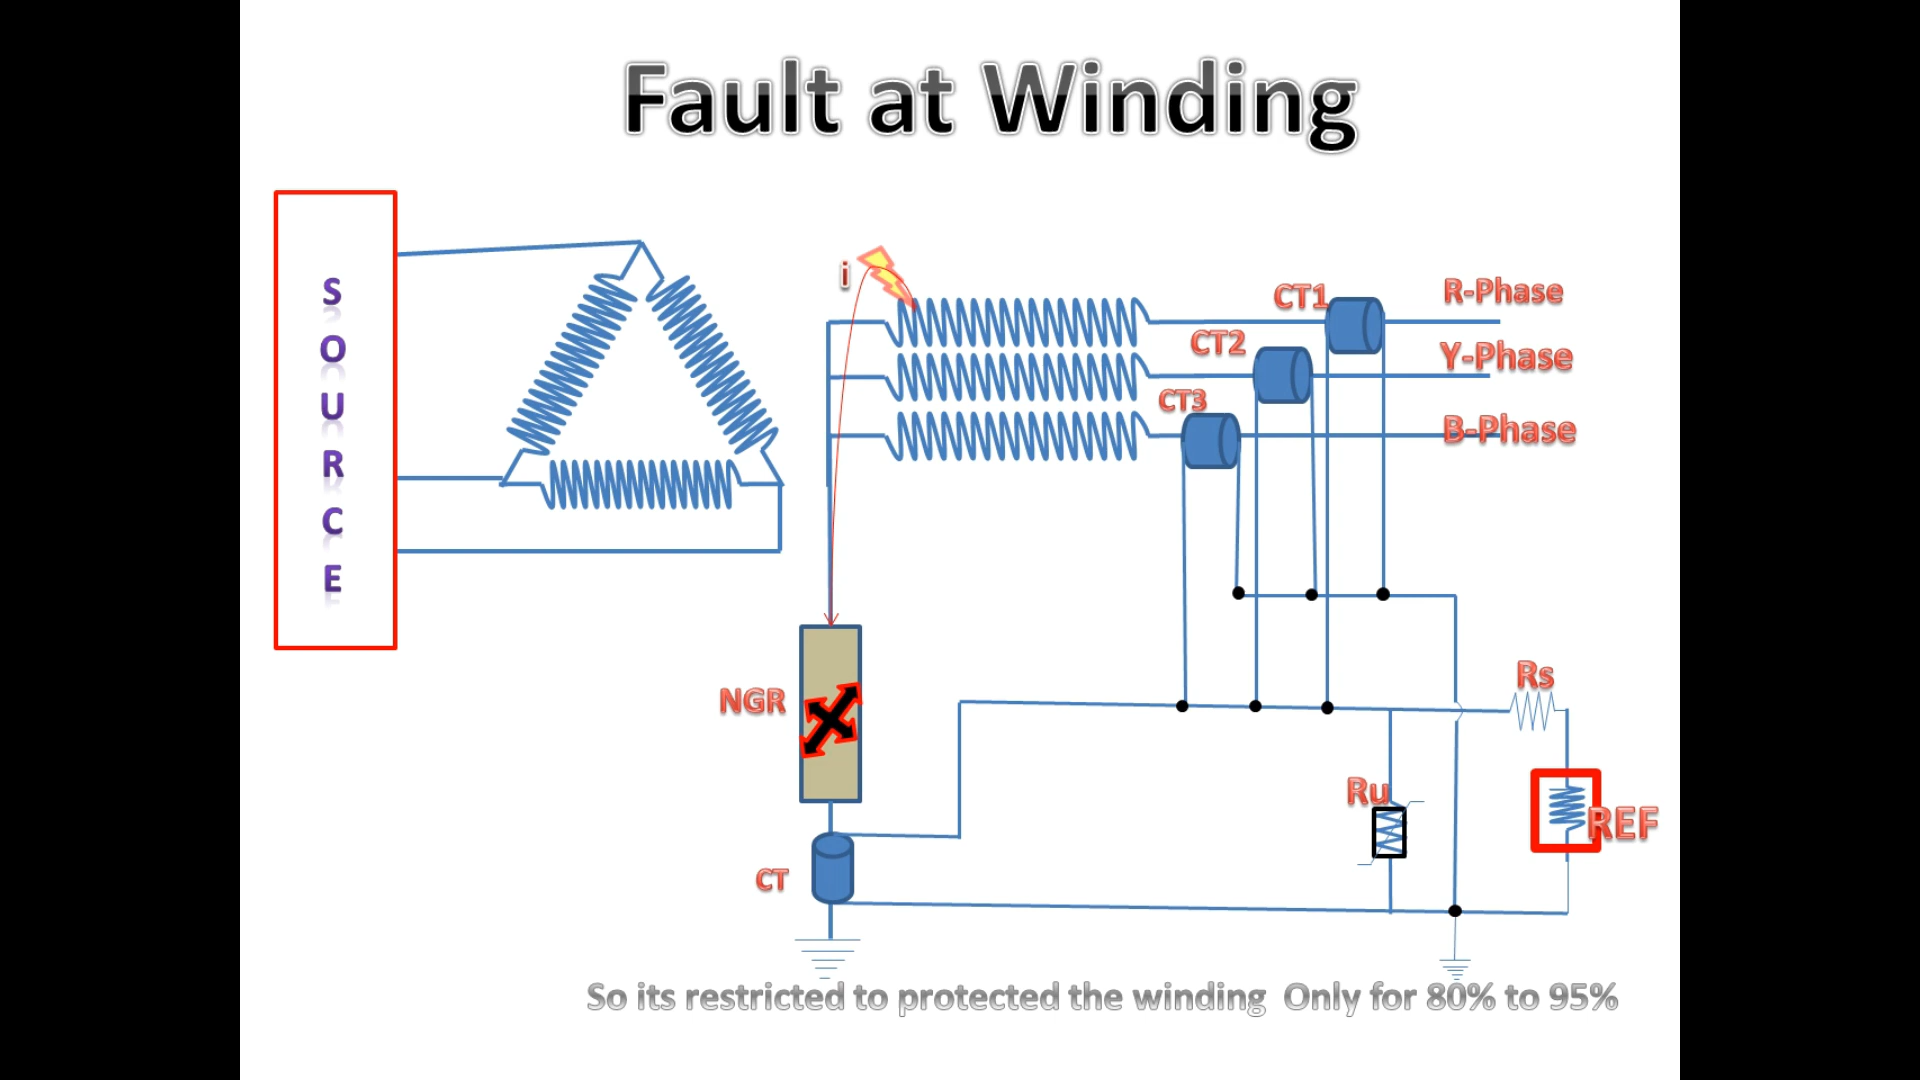 Fault at Winding
SOURCE
i
CT1
R-Phase
CT2
Y-Phase
CT3
B-Phase
Rs
NGR
Ru
REF
CT
So its restricted to protected the winding Only for 80% to 95%